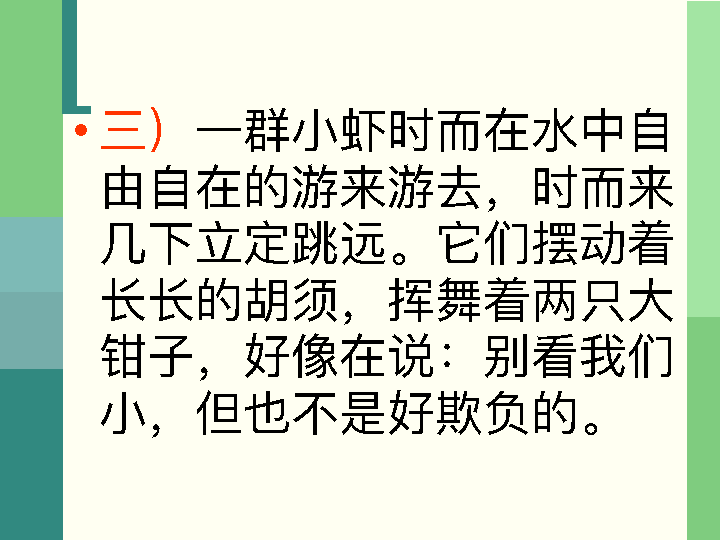 • 三）一群小虾时而在水中自
由自在的游来游去，时而来
几下立定跳远。它们摆动着
长长的胡须，挥舞着两只大
钳子，好像在说：别看我们
小，但也不是好欺负的。